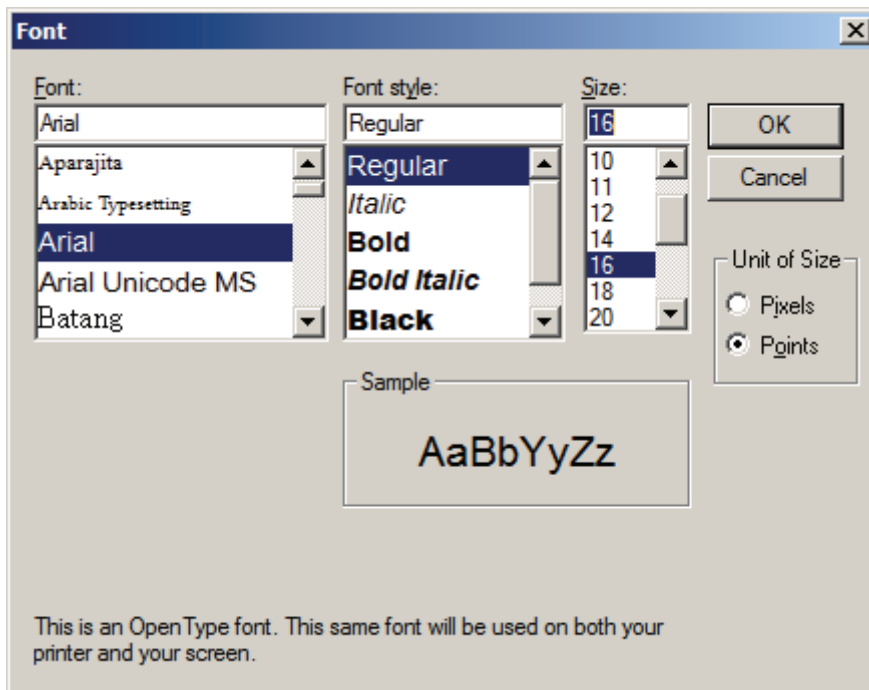 Font
Font:
Arial
Aparajita
Arabic Typesetting
Arial
Arial Unicode MS
Batang
Font style:
Regular
Regular
Italic
Bold
Bold Italic
Black
Size:
16
10
11
12
14
16
18
20
OK
Cancel
Unit of Size
Pixels
Points
Sample
AaBbYyZz
This is an OpenType font. This same font will be used on both your
printer and your screen.